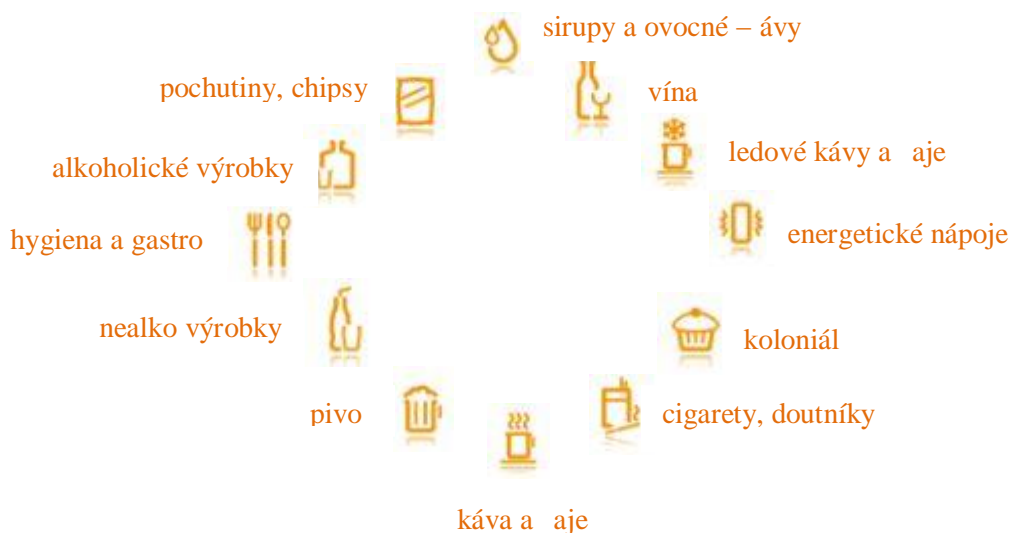 sirupy a ovocné – ávy
pochutiny, chipsy
vína
alkoholické výrobky
ledové kávy a aje
hygiena a gastro
energetické nápoje
nealko výrobky
koloniál
pivo
cigarety, doutníky
káva a aje